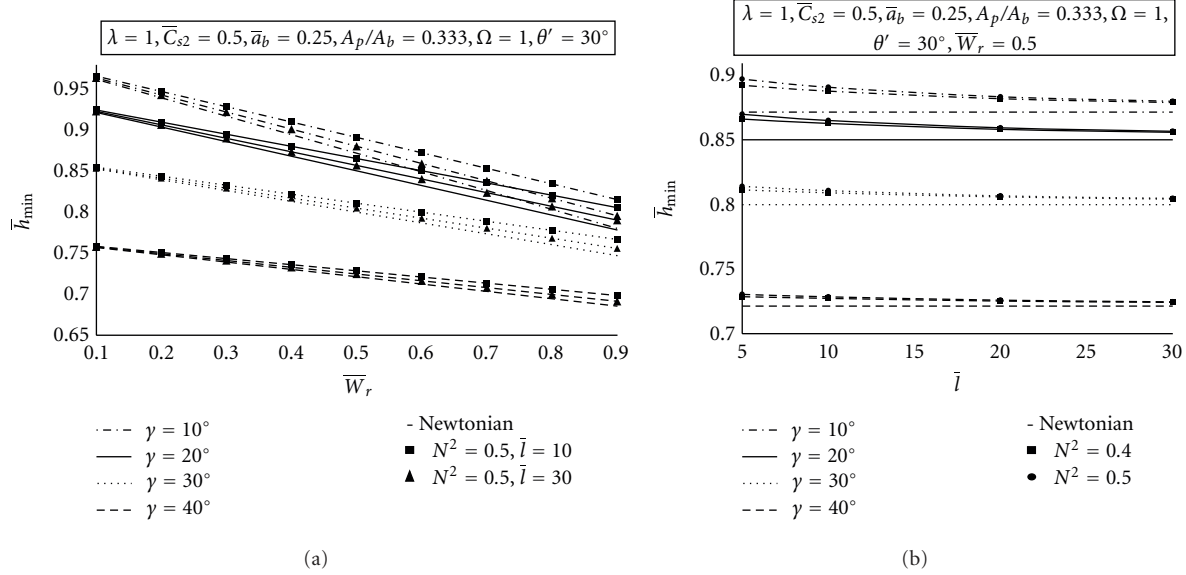 λ = 1, C̅s2 = 0.5, a̅b = 0.25, Ap/Ab = 0.333, Ω = 1, θ′ = 30°
0.95
0.9
0.85
0.8
0.75
0.7
0.65
h̅min
0.1 0.2 0.3 0.4 0.5 0.6 0.7 0.8 0.9
W̅r
γ = 10°
γ = 20°
γ = 30°
γ = 40°
- Newtonian
N² = 0.5, l̅ = 10
N² = 0.5, l̅ = 30
(a)
λ = 1, C̅s2 = 0.5, a̅b = 0.25, Ap/Ab = 0.333, Ω = 1,
θ′ = 30°, W̅r = 0.5
0.9
0.85
0.8
0.75
0.7
h̅min
5 10 15 20 25 30
l̅
γ = 10°
γ = 20°
γ = 30°
γ = 40°
- Newtonian
N² = 0.4
N² = 0.5
(b)